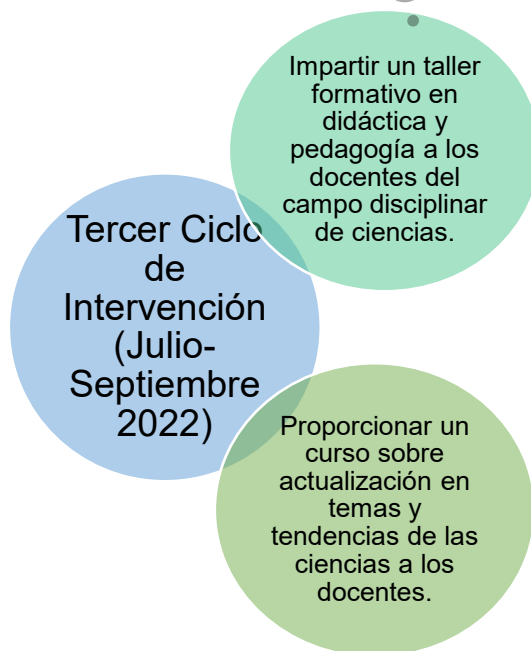 Impartir un taller
formativo en
didáctica y
pedagogía a los
docentes del
campo disciplinar
de ciencias.
Tercer Ciclo
de
Intervención
(Julio-
Septiembre
2022)
Proporcionar un
curso sobre
actualización en
temas y
tendencias de las
ciencias a los
docentes.